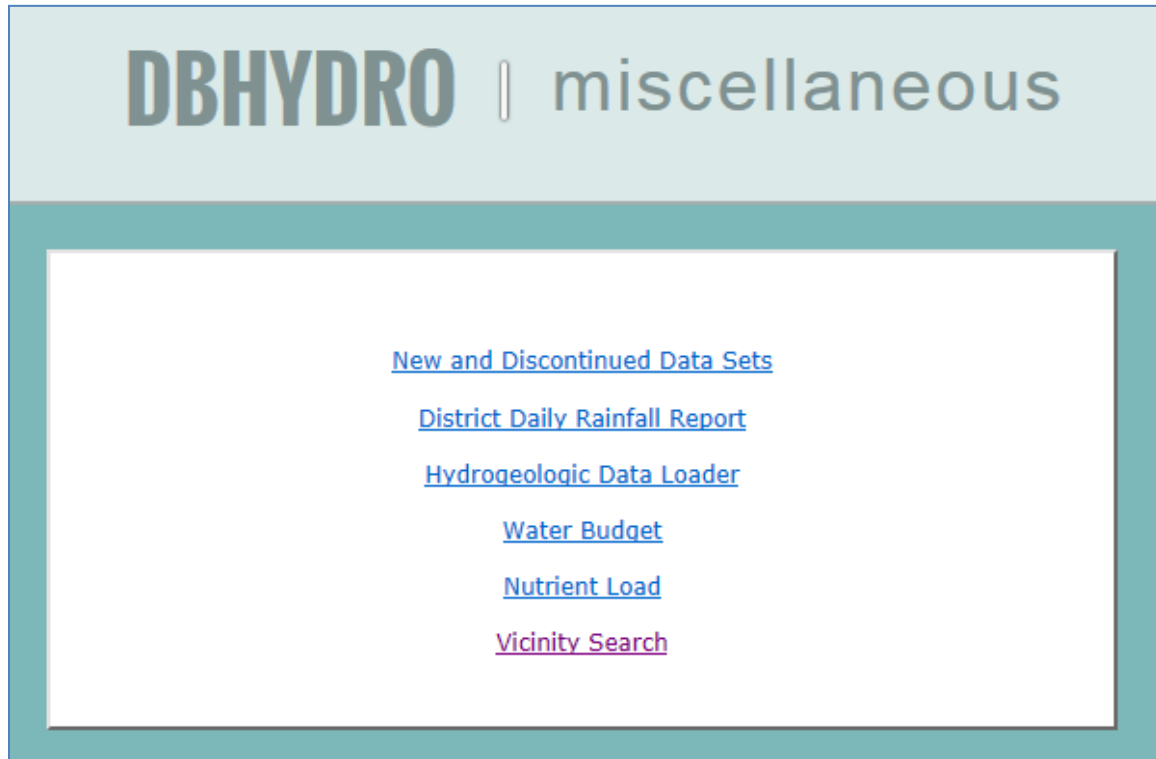 DBHYDRO | miscellaneous
New and Discontinued Data Sets
District Daily Rainfall Report
Hydrogeologic Data Loader
Water Budget
Nutrient Load
Vicinity Search